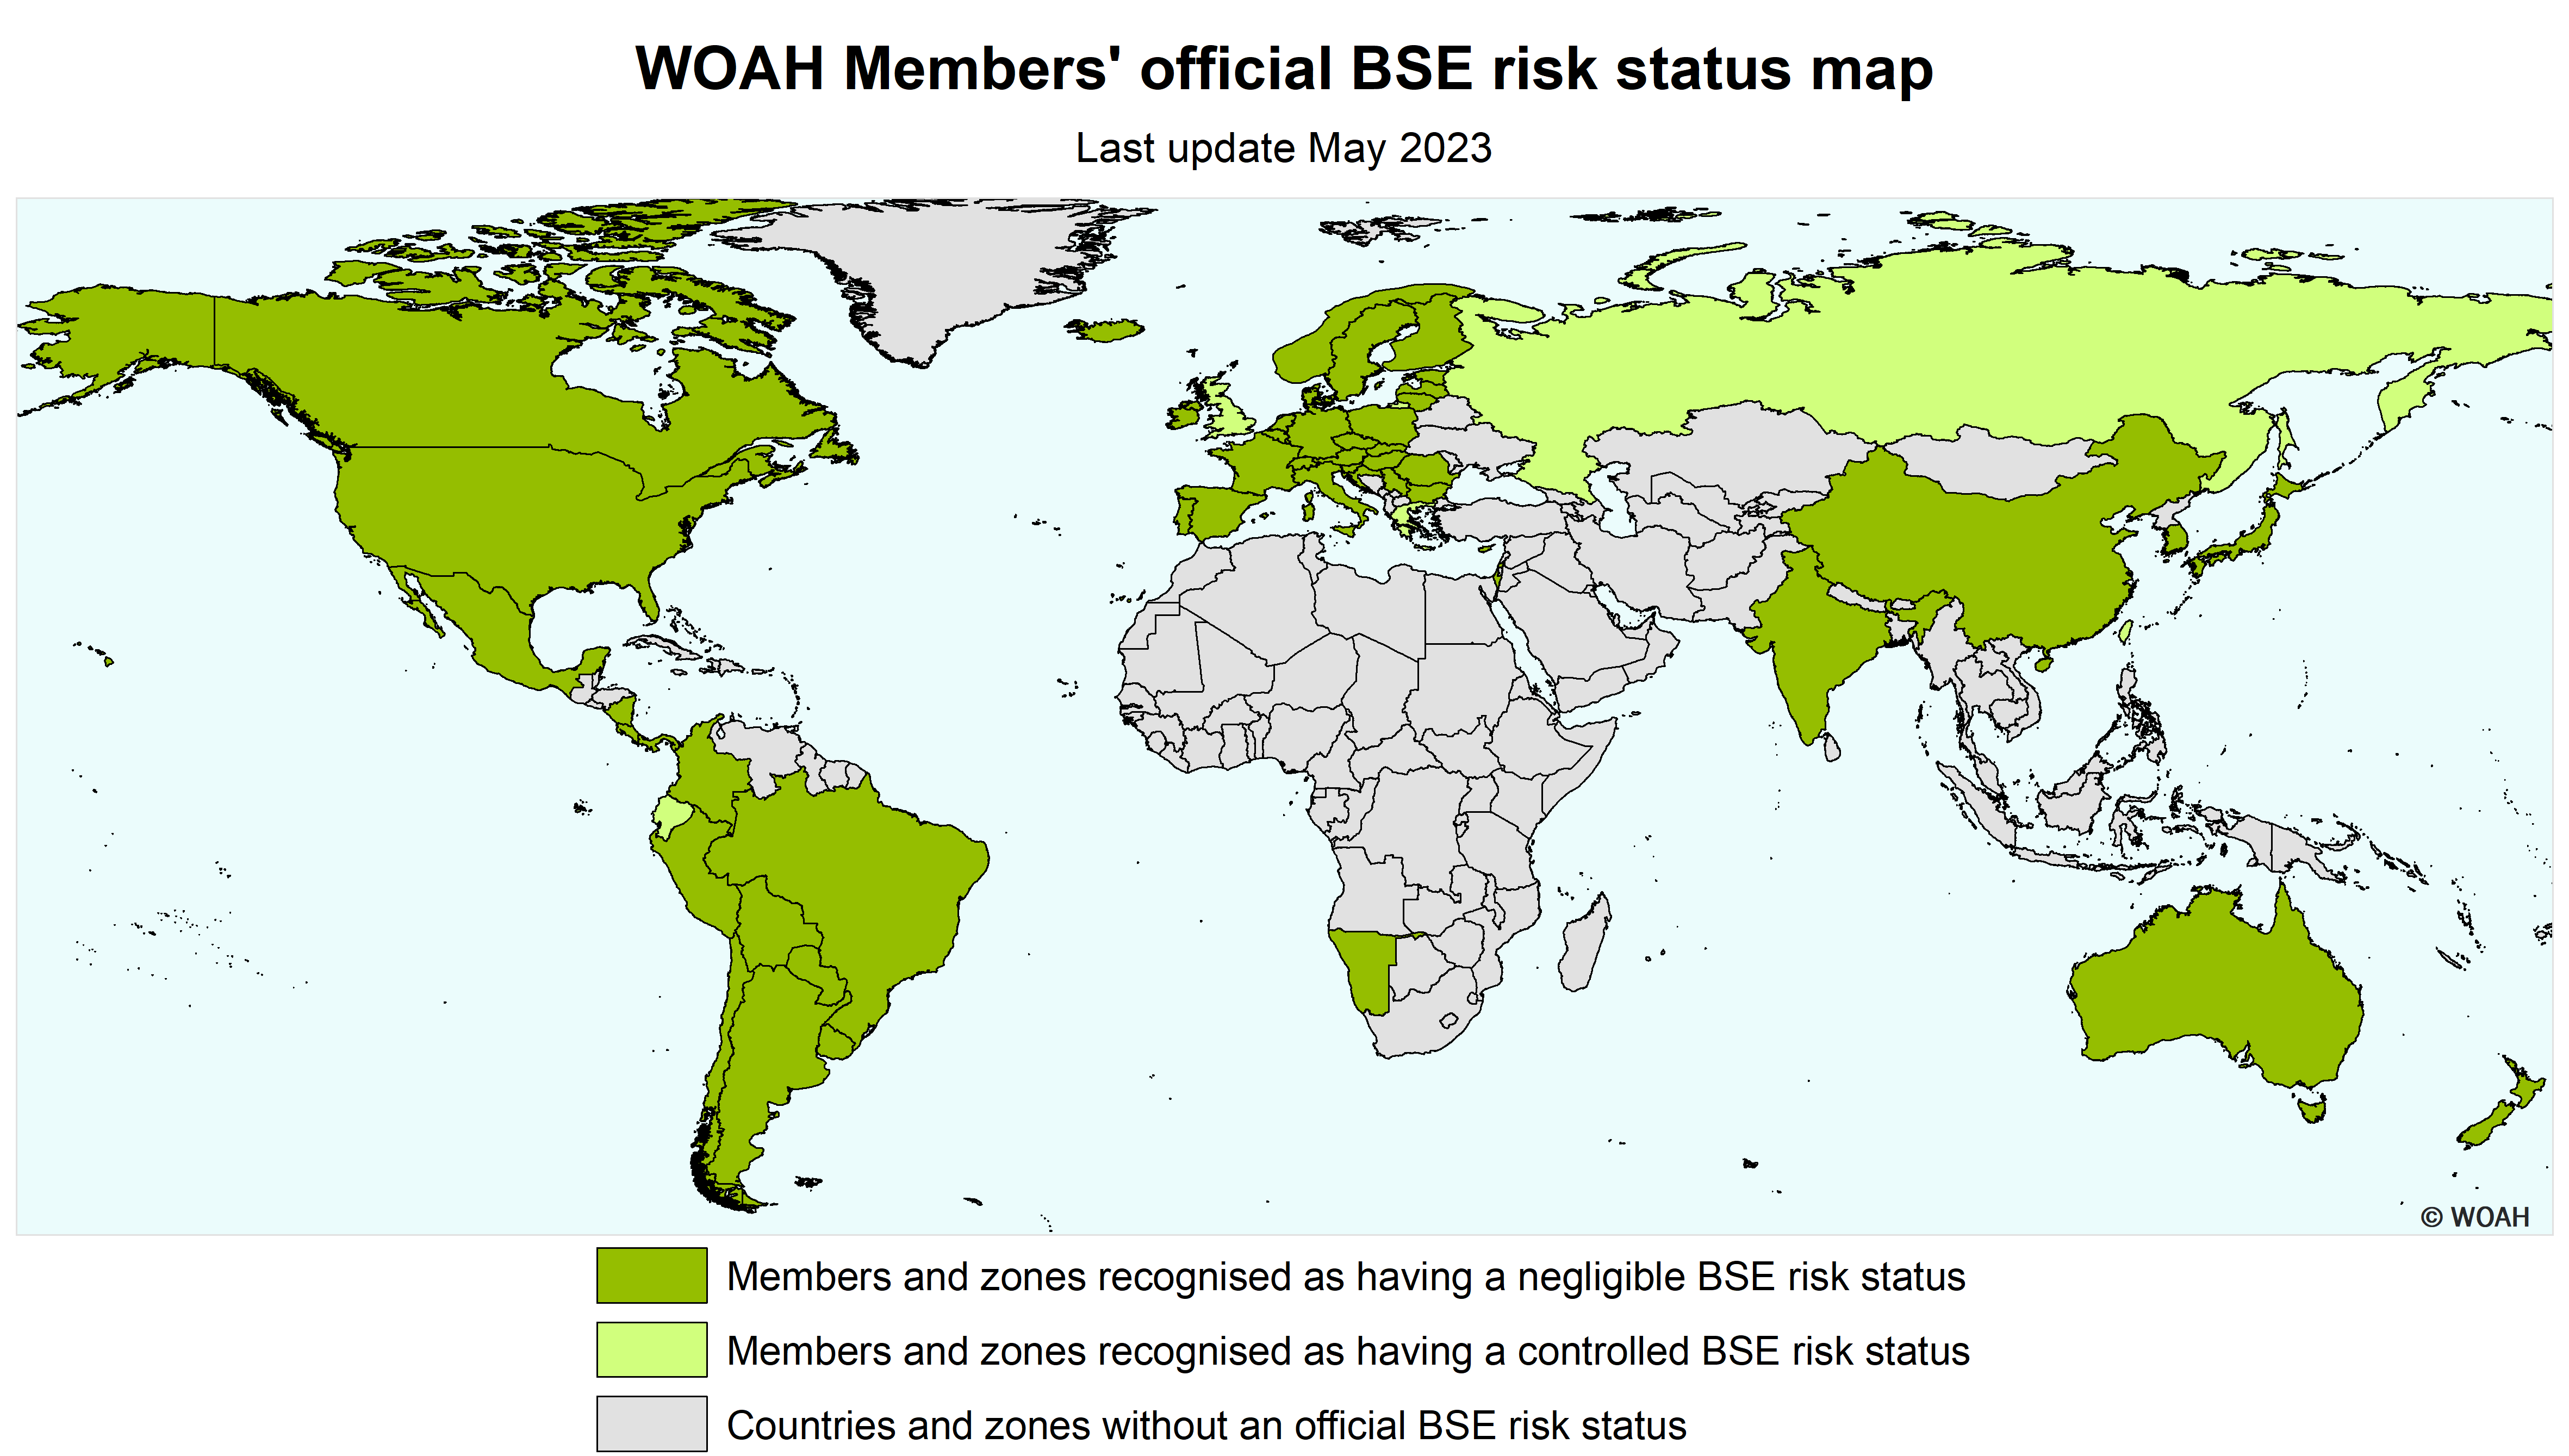 WOAH Members' official BSE risk status map
Last update May 2023
© WOAH
Members and zones recognised as having a negligible BSE risk status
Members and zones recognised as having a controlled BSE risk status
Countries and zones without an official BSE risk status